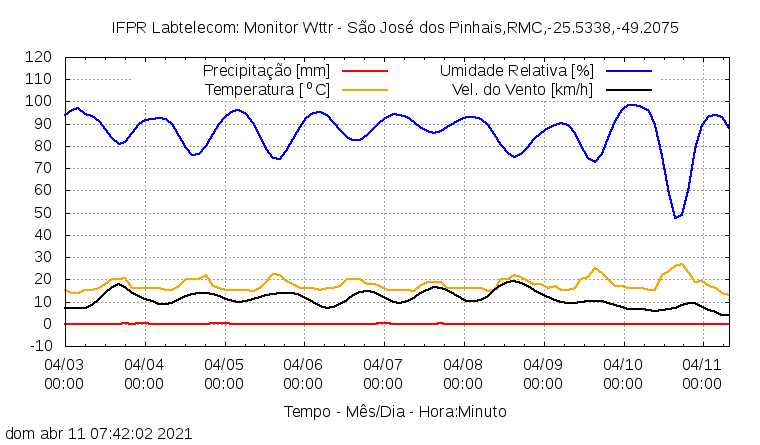 IFPR Labtelecom: Monitor Wttr - São José dos Pinhais,RMC,-25.5338,-49.2075
Precipitação [mm]
Temperatura [⁰C]
Umidade Relativa [%]
Vel. do Vento [km/h]
120
110
100
90
80
70
60
50
40
30
20
10
0
-10
04/03 04/04 04/05 04/06 04/07 04/08 04/09 04/10 04/11
00:00 00:00 00:00 00:00 00:00 00:00 00:00 00:00 00:00
Tempo - Mês/Dia - Hora:Minuto
dom abr 11 07:42:02 2021